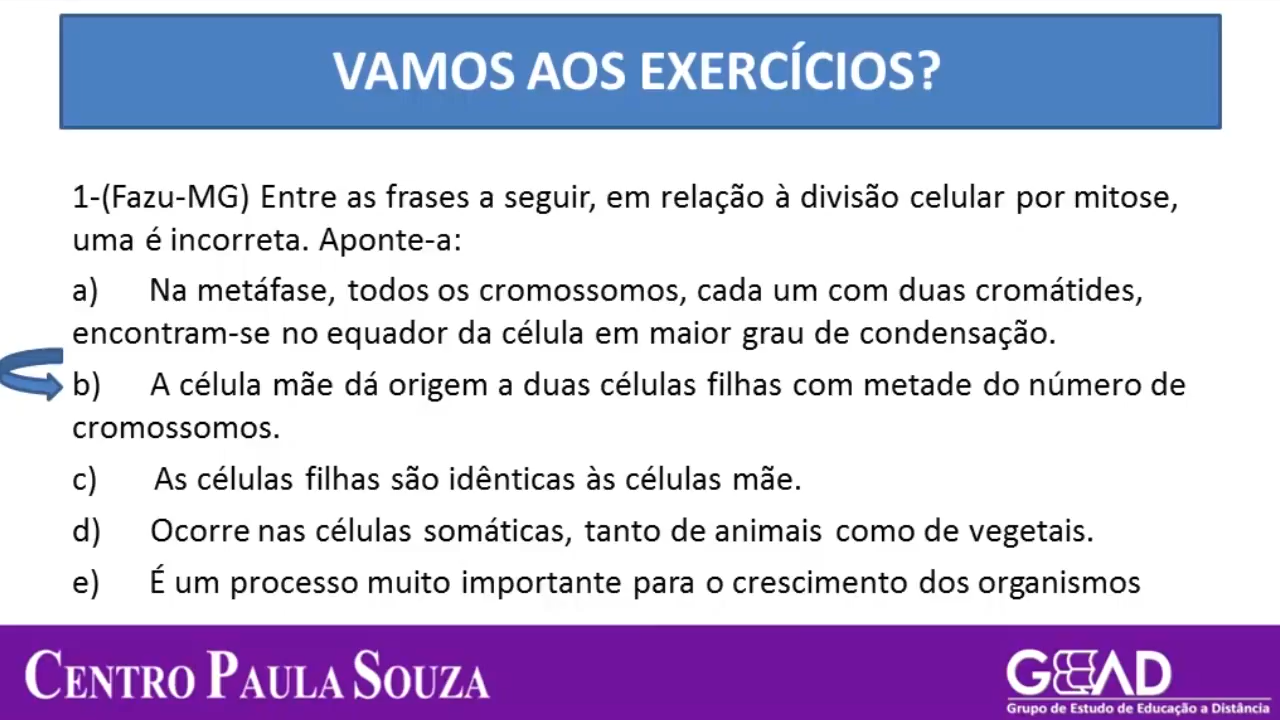 VAMOS AOS EXERCÍCIOS?
1-(Fazu-MG) Entre as frases a seguir, em relação à divisão celular por mitose,
uma é incorreta. Aponte-a:
a) Na metáfase, todos os cromossomos, cada um com duas cromátides,
encontram-se no equador da célula em maior grau de condensação.
b) A célula mãe dá origem a duas células filhas com metade do número de
cromossomos.
c) As células filhas são idênticas às células mãe.
d) Ocorre nas células somáticas, tanto de animais como de vegetais.
e) É um processo muito importante para o crescimento dos organismos
CENTRO PAULA SOUZA
GEEAD
Grupo de Estudo de Educação a Distância